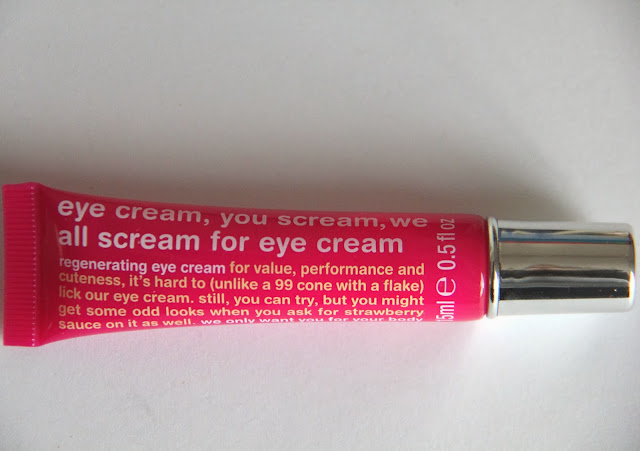 eye cream, you scream, we
all scream for eye cream
regenerating eye cream for value, performance and
cuteness, it's hard to (unlike a 99 cone with a flake)
lick our eye cream. still, you can try, but you might
get some odd looks when you ask for strawberry
sauce on it as well. we only want you for your body
15ml e 0.5 fl oz